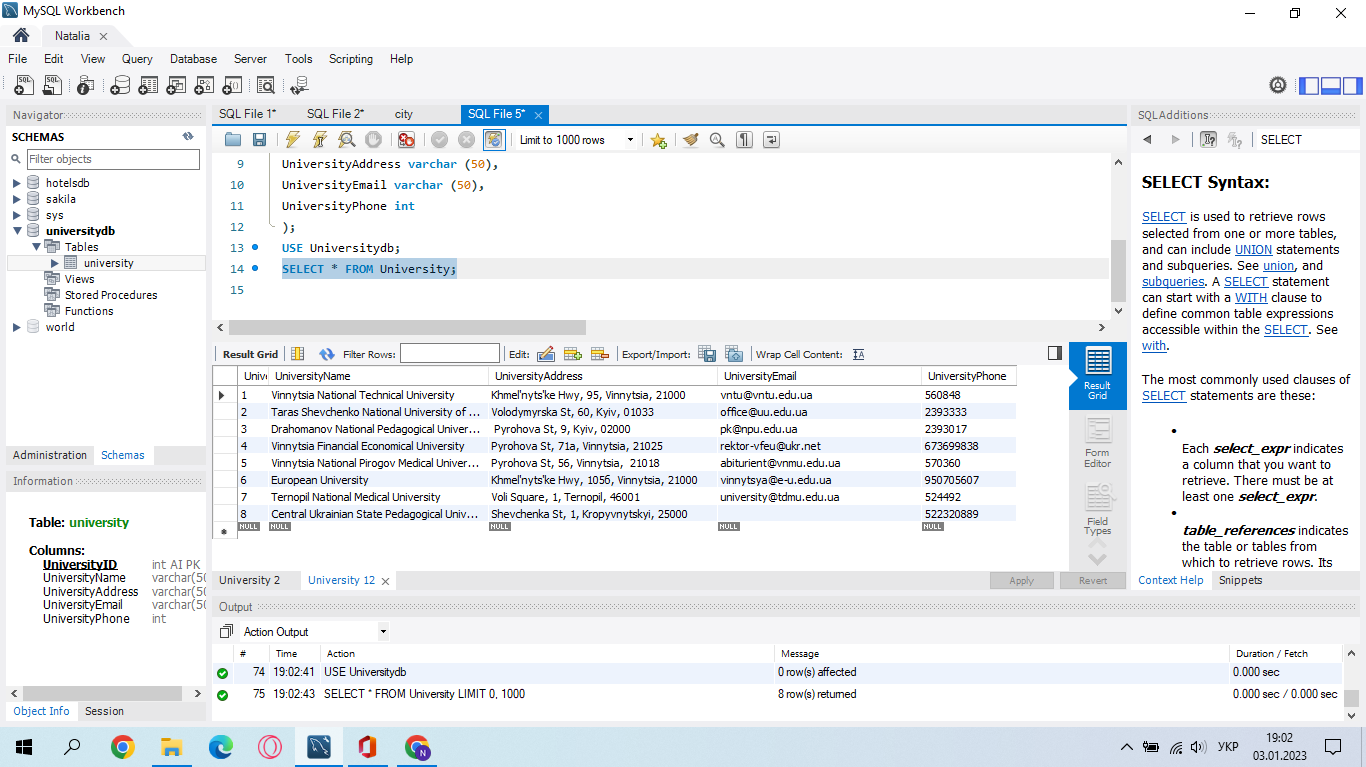 MySQL Workbench
Natalia
File Edit View Query Database Server Tools Scripting Help
Navigator
SCHEMAS
Filter objects
hotelsdb
sakila
sys
universitydb
Tables
university
Views
Stored Procedures
Functions
world
Administration Schemas
Information
Table: university
Columns:
UniversityID int AI PK
UniversityName varchar(50
UniversityAddress varchar(50
UniversityEmail varchar(50
UniversityPhone int
Object Info Session
SQL File 1* SQL File 2* city SQL File 5*
Limit to 1000 rows
9 UniversityAddress varchar (50),
10 UniversityEmail varchar (50),
11 UniversityPhone int
12 );
13 USE Universitydb;
14 SELECT * FROM University;
15
Result Grid Filter Rows: Edit: Export/Import: Wrap Cell Content:
Univ UniversityName UniversityAddress UniversityEmail UniversityPhone
1 Vinnytsia National Technical University Khmel'nyts'ke Hwy, 95, Vinnytsia, 21000 vntu@vntu.edu.ua 560848
2 Taras Shevchenko National University of ... Volodymyrska St, 60, Kyiv, 01033 office@uu.edu.ua 2393333
3 Drahomanov National Pedagogical Univer... Pyrohova St, 9, Kyiv, 02000 pk@npu.edu.ua 2393017
4 Vinnytsia Financial Economical University Pyrohova St, 71a, Vinnytsia, 21025 rektor-vfeu@ukr.net 673699838
5 Vinnytsia National Pirogov Medical Univer... Pyrohova St, 56, Vinnytsia, 21018 abiturient@vnmu.edu.ua 570360
6 European University Khmel'nyts'ke Hwy, 1056, Vinnytsia, 21000 vinnytsya@e-u.edu.ua 950705607
7 Ternopil National Medical University Voli Square, 1, Ternopil, 46001 university@tdmu.edu.ua 524492
8 Central Ukrainian State Pedagogical Univ... Shevchenka St, 1, Kropyvnytskyi, 25000 522320889
NULL NULL NULL NULL NULL
Result Grid
Form Editor
Field Types
University 2 University 12 Apply Revert
Output
Action Output
# Time Action Message Duration / Fetch
74 19:02:41 USE Universitydb 0 row(s) affected 0.000 sec
75 19:02:43 SELECT * FROM University LIMIT 0, 1000 8 row(s) returned 0.000 sec / 0.000 sec
SQLAdditions
SELECT
SELECT Syntax:
SELECT is used to retrieve rows
selected from one or more tables,
and can include UNION statements
and subqueries. See union, and
subqueries. A SELECT statement
can start with a WITH clause to
define common table expressions
accessible within the SELECT. See
with.
The most commonly used clauses of
SELECT statements are these:
Each select_expr indicates
a column that you want to
retrieve. There must be at
least one select_expr.
table_references indicates
the table or tables from
which to retrieve rows. Its
Context Help Snippets
УКР
19:02
03.01.2023